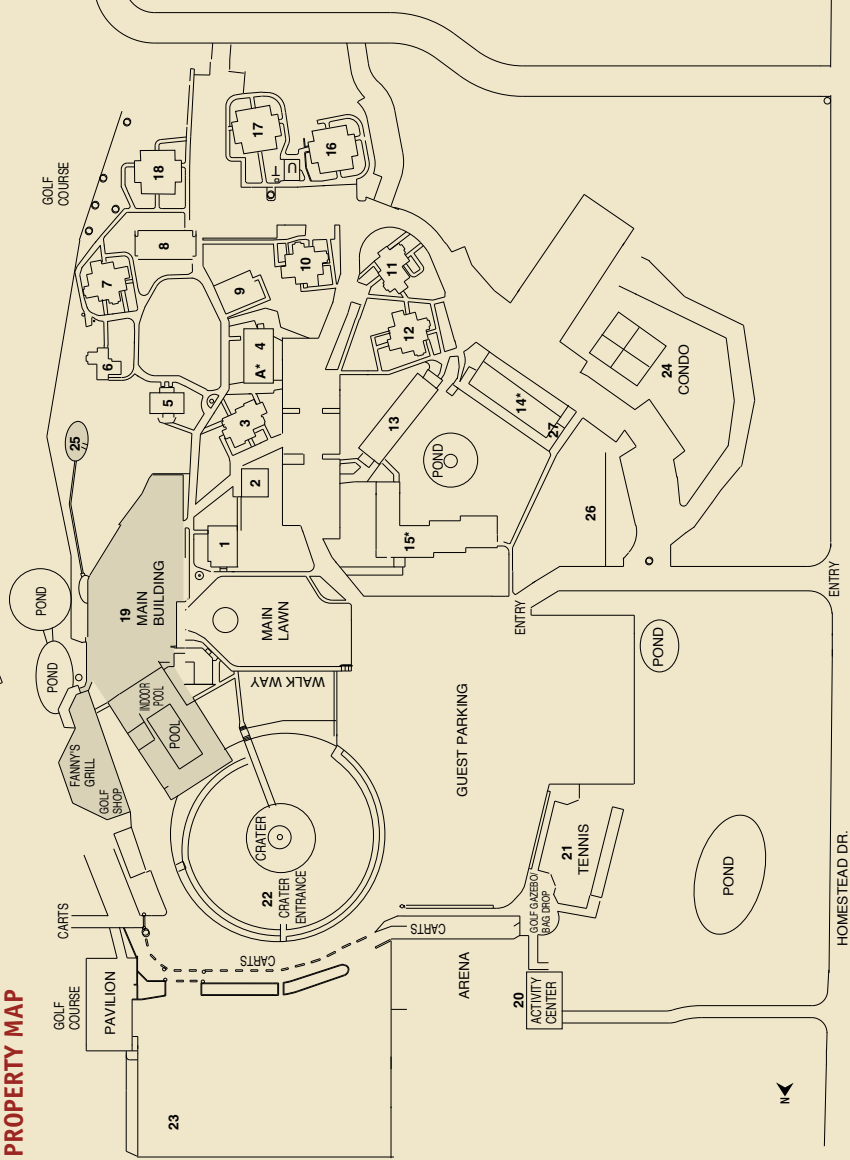 PROPERTY MAP
GOLF
COURSE
PAVILION
23
CARTS
CARTS
CARTS
ARENA
20
ACTIVITY
CENTER
N
HOMESTEAD DR.
FANNY'S
GRILL
GOLF
SHOP
POND
POND
INDOOR
POOL
POOL
CRATER
22
CRATER
ENTRANCE
WALK WAY
19
MAIN
BUILDING
MAIN
LAWN
GUEST PARKING
GOLF GAZEBO/
BAG DROP
21
TENNIS
POND
POND
ENTRY
ENTRY
25
1
2
3
4
A*
5
6
7
8
9
10
11
12
13
14*
15*
16
17
18
POND
27
26
24
CONDO
GOLF
COURSE